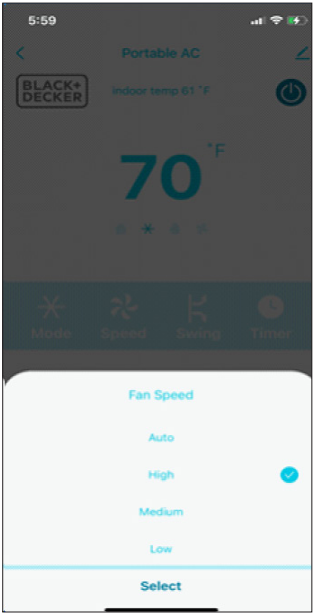 5:59
Portable AC
BLACK+
DECKER
indoor temp 61 °F
70 °F
Mode Speed Swing Timer
Fan Speed
Auto
High
Medium
Low
Select